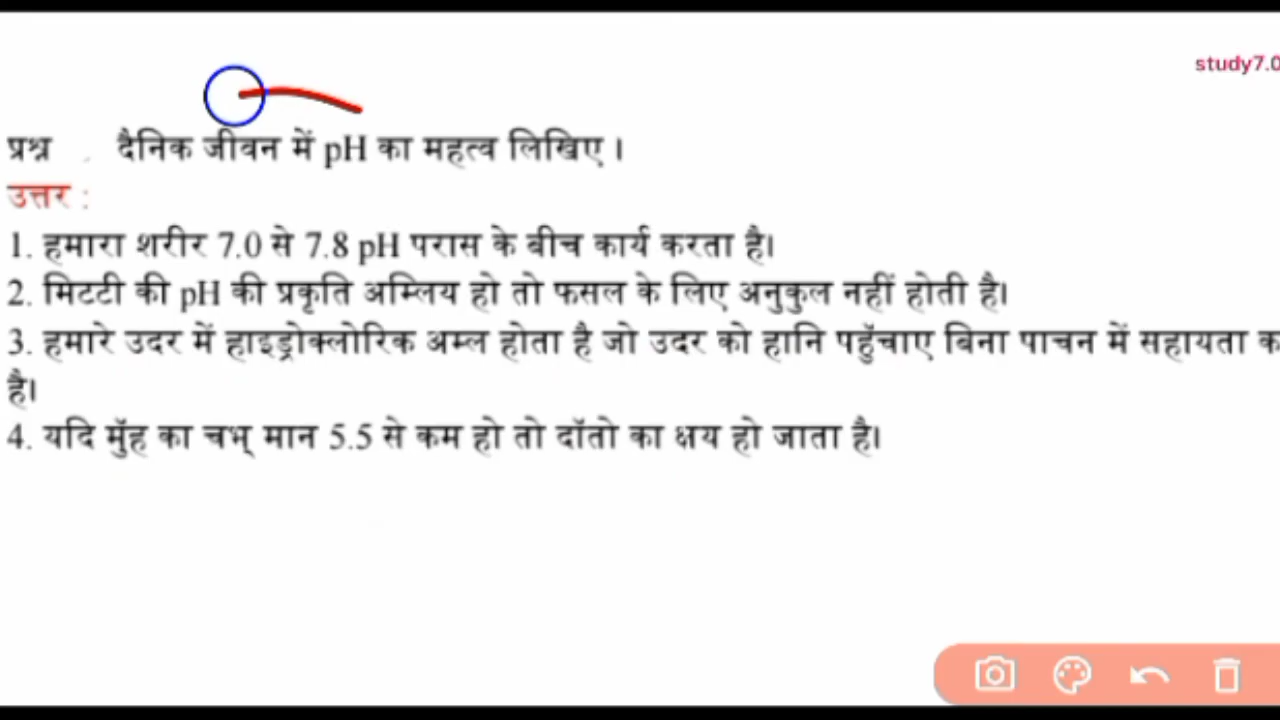 study7.0
प्रश्न . दैनिक जीवन में pH का महत्व लिखिए ।
उत्तर :
1. हमारा शरीर 7.0 से 7.8 pH परास के बीच कार्य करता है।
2. मिटटी की pH की प्रकृति अम्लिय हो तो फसल के लिए अनुकुल नहीं होती है।
3. हमारे उदर में हाइड्रोक्लोरिक अम्ल होता है जो उदर को हानि पहुॅचाए बिना पाचन में सहायता क
है।
4. यदि मुॅह का चभ् मान 5.5 से कम हो तो दाॅतो का क्षय हो जाता है।